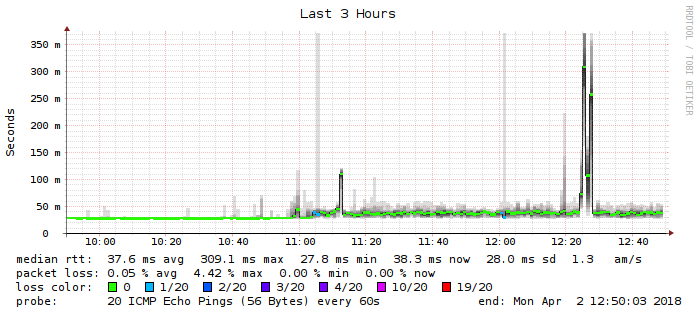 Last 3 Hours
RRDTOOL / TOBI OETIKER
Seconds
350 m
300 m
250 m
200 m
150 m
100 m
50 m
0
10:00 10:20 10:40 11:00 11:20 11:40 12:00 12:20 12:40
median rtt: 37.6 ms avg 309.1 ms max 27.8 ms min 38.3 ms now 28.0 ms sd 1.3 am/s
packet loss: 0.05 % avg 4.42 % max 0.00 % min 0.00 % now
loss color: 0 1/20 2/20 3/20 4/20 10/20 19/20
probe: 20 ICMP Echo Pings (56 Bytes) every 60s end: Mon Apr 2 12:50:03 2018